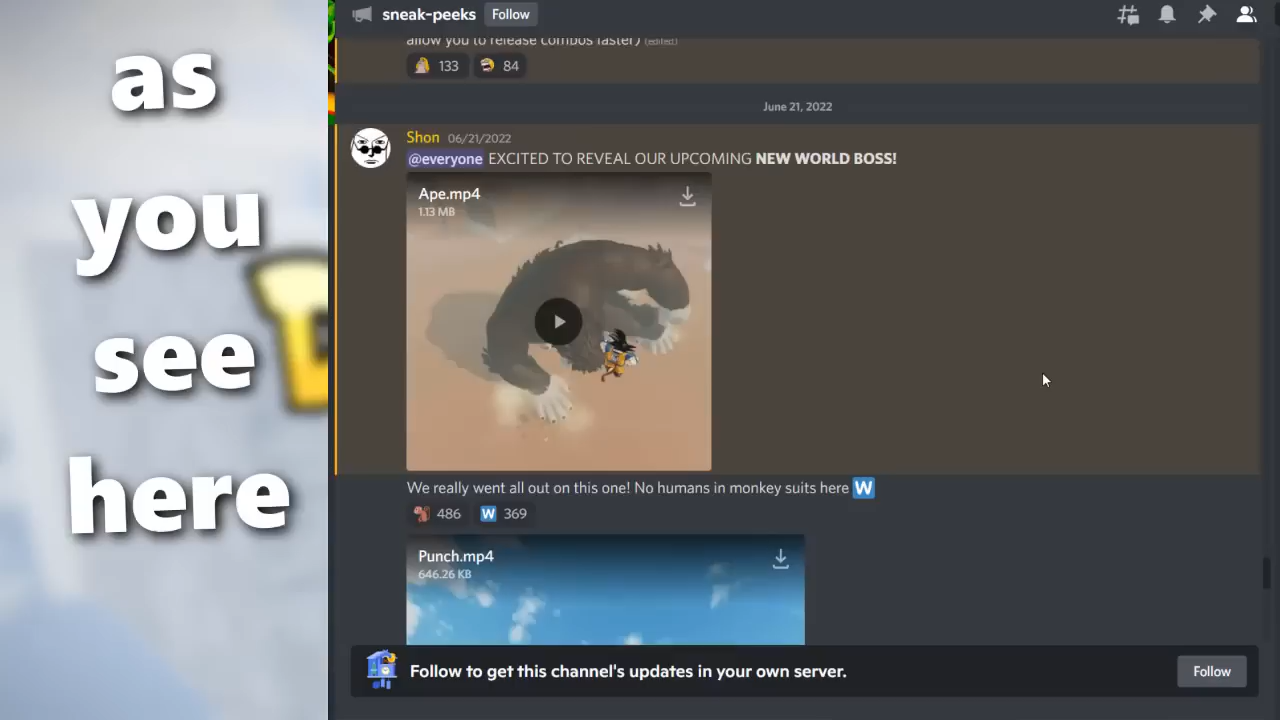 as
you
see
here
sneak-peeks
Follow
allow you to release combos faster) (edited)
133
84
June 21, 2022
Shon 06/21/2022
@everyone EXCITED TO REVEAL OUR UPCOMING NEW WORLD BOSS!
Ape.mp4
1.13 MB
We really went all out on this one! No humans in monkey suits here W
486
W 369
Punch.mp4
646.26 KB
Follow to get this channel's updates in your own server.
Follow